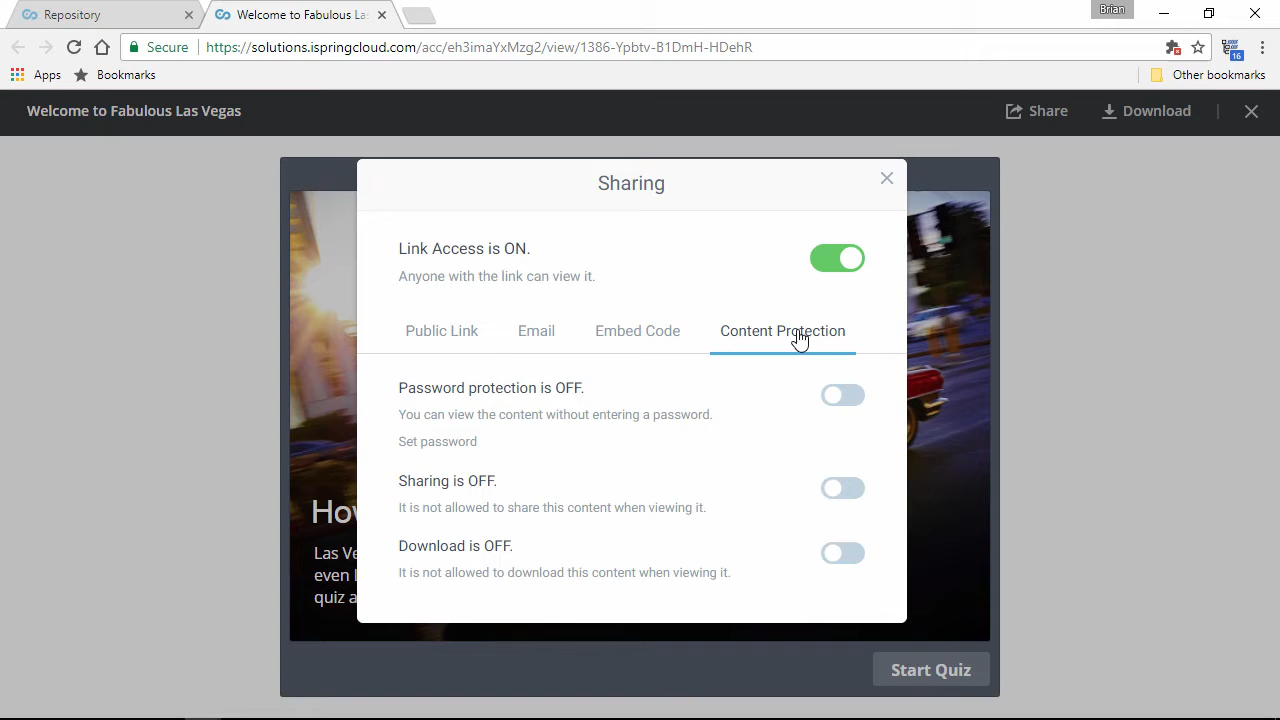 Repository
Welcome to Fabulous La
Brian
Secure
https://solutions.ispringcloud.com/acc/eh3imaYxMzg2/view/1386-Ypbtv-B1DmH-HDehR
16
Apps
Bookmarks
Other bookmarks
Welcome to Fabulous Las Vegas
Share
Download
Sharing
Link Access is ON.
Anyone with the link can view it.
Public Link
Email
Embed Code
Content Protection
Password protection is OFF.
You can view the content without entering a password.
Set password
Sharing is OFF.
It is not allowed to share this content when viewing it.
Download is OFF.
It is not allowed to download this content when viewing it.
Las Ve
even
quiz a
Start Quiz